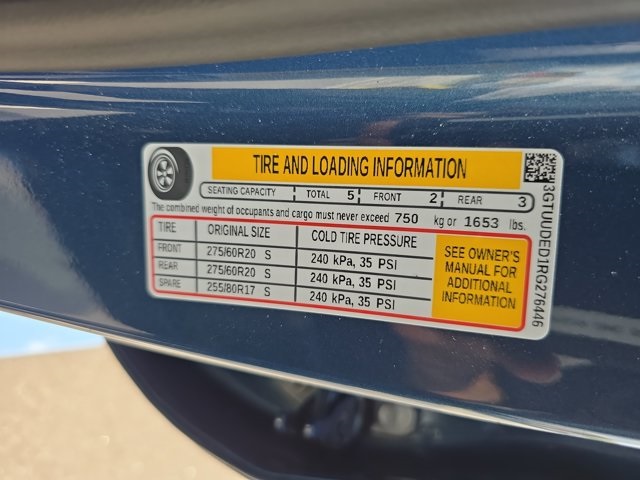 TIRE AND LOADING INFORMATION
SEATING CAPACITY TOTAL 5 FRONT 2 REAR 3
The combined weight of occupants and cargo must never exceed 750 kg or 1653 lbs.
TIRE ORIGINAL SIZE COLD TIRE PRESSURE
FRONT 275/60R20 S 240 kPa, 35 PSI
REAR 275/60R20 S 240 kPa, 35 PSI
SPARE 255/80R17 S 240 kPa, 35 PSI
SEE OWNER'S
MANUAL FOR
ADDITIONAL
INFORMATION
3GTUUDED1RG276446